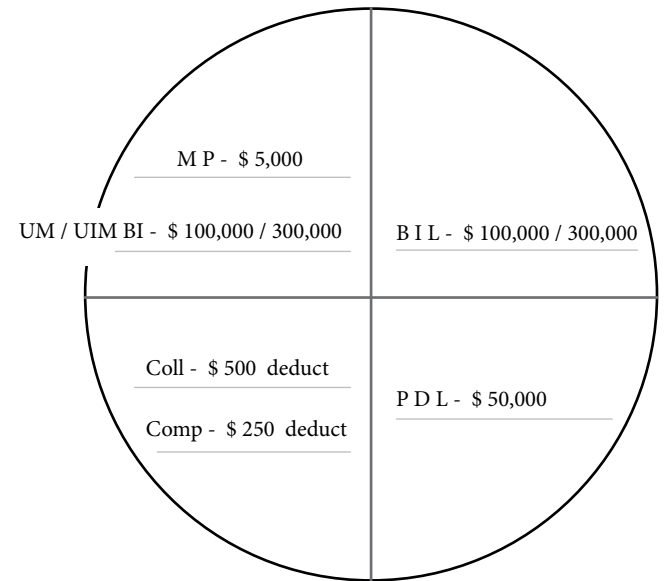 M P - $ 5,000
UM / UIM BI - $ 100,000 / 300,000
B I L - $ 100,000 / 300,000
Coll - $ 500 deduct
Comp - $ 250 deduct
P D L - $ 50,000